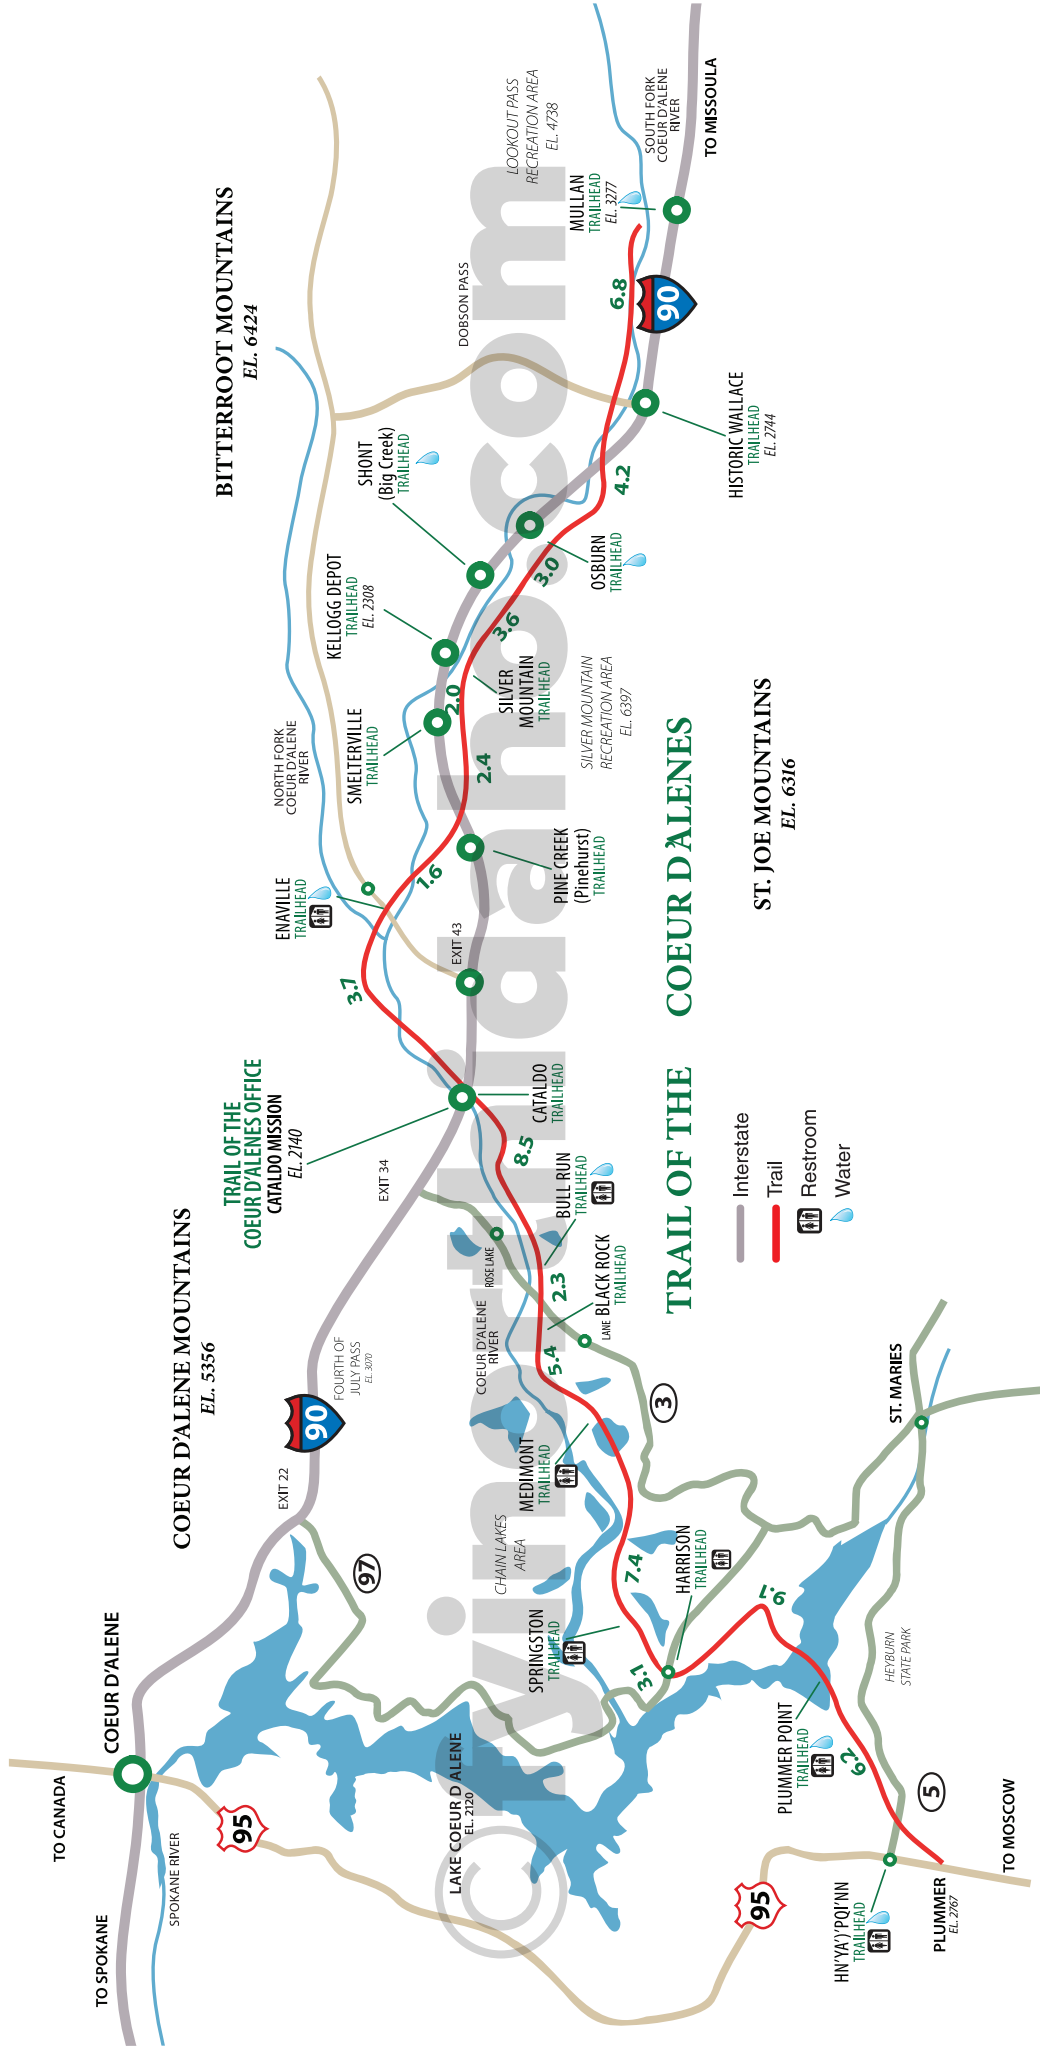 TO SPOKANE
TO CANADA
COEUR D'ALENE
SPOKANE RIVER
95
EXIT 22
97
COEUR D'ALENE MOUNTAINS
EL. 5356
90
FOURTH OF
JULY PASS
EL. 3070
EXIT 34
TRAIL OF THE
COEUR D'ALENES OFFICE
CATALDO MISSION
EL. 2140
BITTERROOT MOUNTAINS
EL. 6424
NORTH FORK
COEUR D'ALENE
RIVER
ENAVILLE
TRAILHEAD
SMELTERVILLE
TRAILHEAD
KELLOGG DEPOT
TRAILHEAD
EL. 2308
SHONT
(Big Creek)
TRAILHEAD
DOBSON PASS
LOOKOUT PASS
RECREATION AREA
EL. 4738
MULLAN
TRAILHEAD
EL. 3277
SOUTH FORK
COEUR D'ALENE
RIVER
TO MISSOULA
90
6.8
HISTORIC WALLACE
TRAILHEAD
EL. 2744
4.2
OSBURN
TRAILHEAD
3.0
3.6
SILVER
MOUNTAIN
TRAILHEAD
SILVER MOUNTAIN
RECREATION AREA
EL. 6397
2.0
2.4
PINE CREEK
(Pinehurst)
TRAILHEAD
1.6
EXIT 43
3.7
CATALDO
TRAILHEAD
8.5
BULL RUN
TRAILHEAD
ROSE LAKE
COEUR D'ALENE
RIVER
2.3
LANE
BLACK ROCK
TRAILHEAD
5.4
MEDIMONT
TRAILHEAD
3
CHAIN LAKES
AREA
7.4
SPRINGSTON
TRAILHEAD
3.1
HARRISON
TRAILHEAD
LAKE COEUR D ALENE
EL. 2120
9.1
PLUMMER POINT
TRAILHEAD
6.2
HEYBURN
STATE PARK
ST. MARIES
5
95
HN'YA')'PQI'NN
TRAILHEAD
PLUMMER
EL. 2767
TO MOSCOW
TRAIL OF THE COEUR D'ALENES
ST. JOE MOUNTAINS
EL. 6316
Interstate
Trail
Restroom
Water
©visitnorthidaho.com